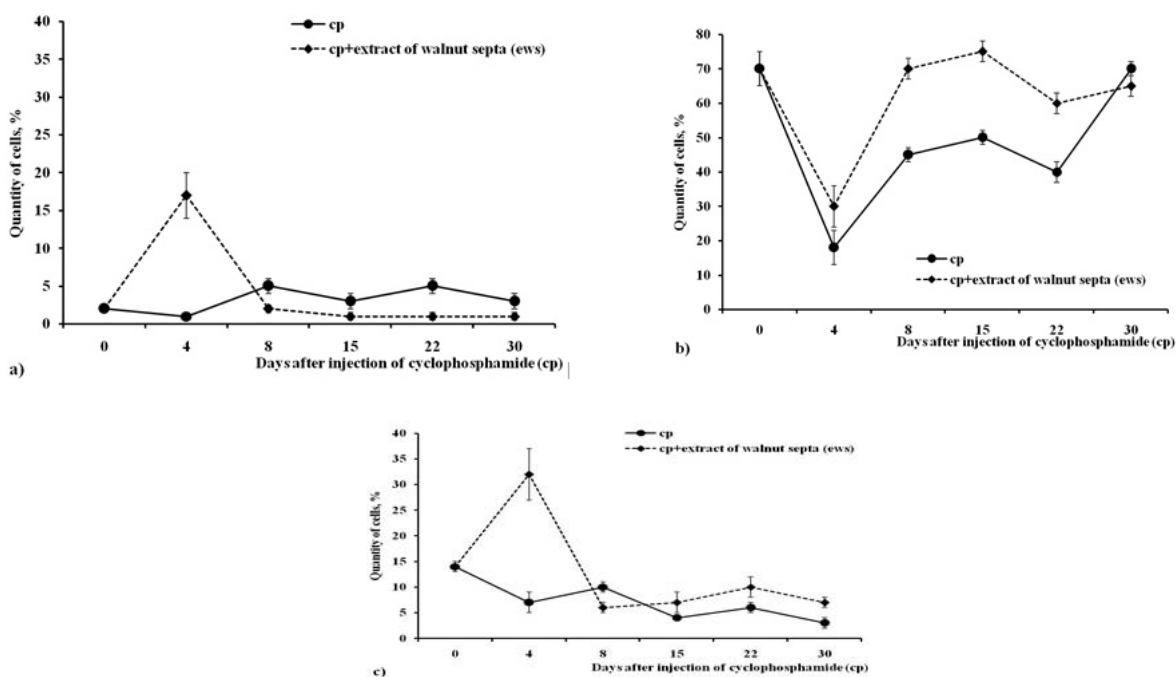 40
35
30
25
20
15
10
5
0
Quantity of cells, %
cp
cp+extract of walnut septa (ews)
0 4 8 15 22 30
Days after injection of cyclophosphamide (cp)
a)
80
70
60
50
40
30
20
10
0
Quantity of cells, %
cp
cp+extract of walnut septa (ews)
0 4 8 15 22 30
Days after injection of cyclophosphamide (cp)
b)
40
35
30
25
20
15
10
5
0
Quantity of cells, %
cp
cp+extract of walnut septa (ews)
0 4 8 15 22 30
Days after injection of cyclophosphamide (cp)
c)